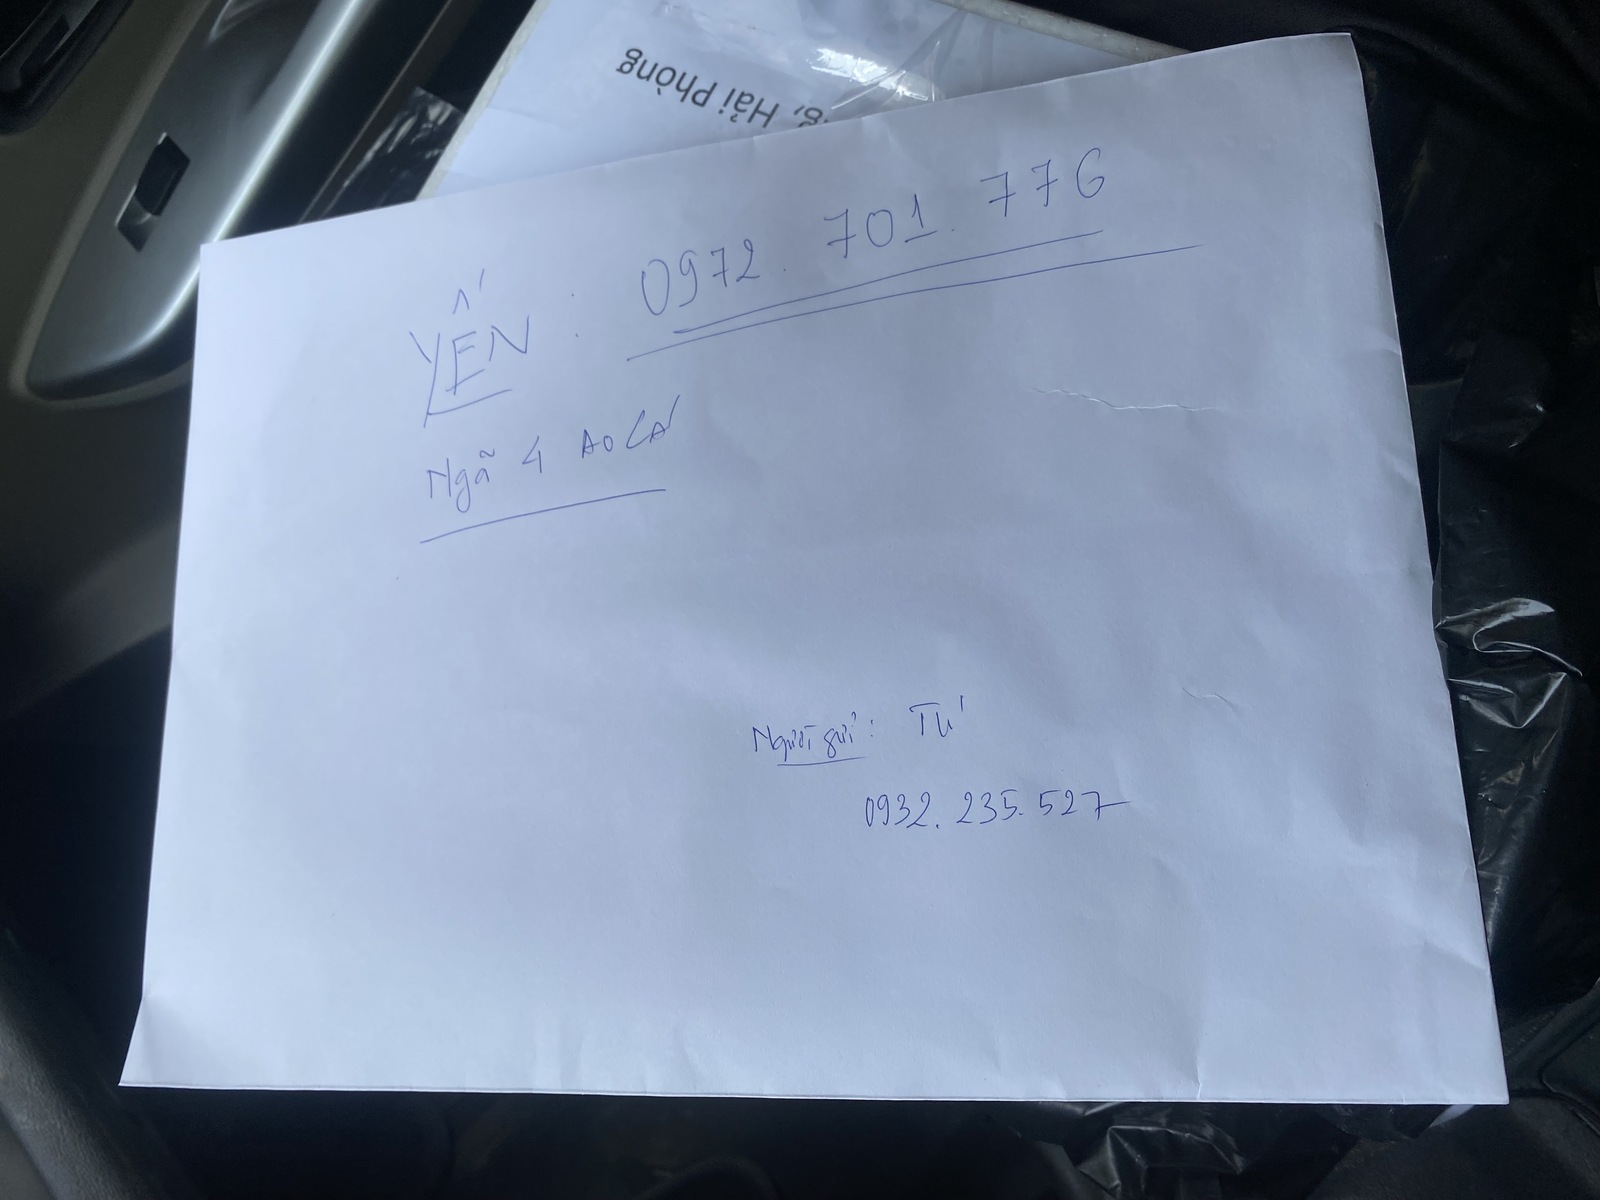 g, Hải Phòng
YẾN : 0972. 701. 776
Ngã 4 AO CÁ
Người gửi: Tú
0932. 235. 527